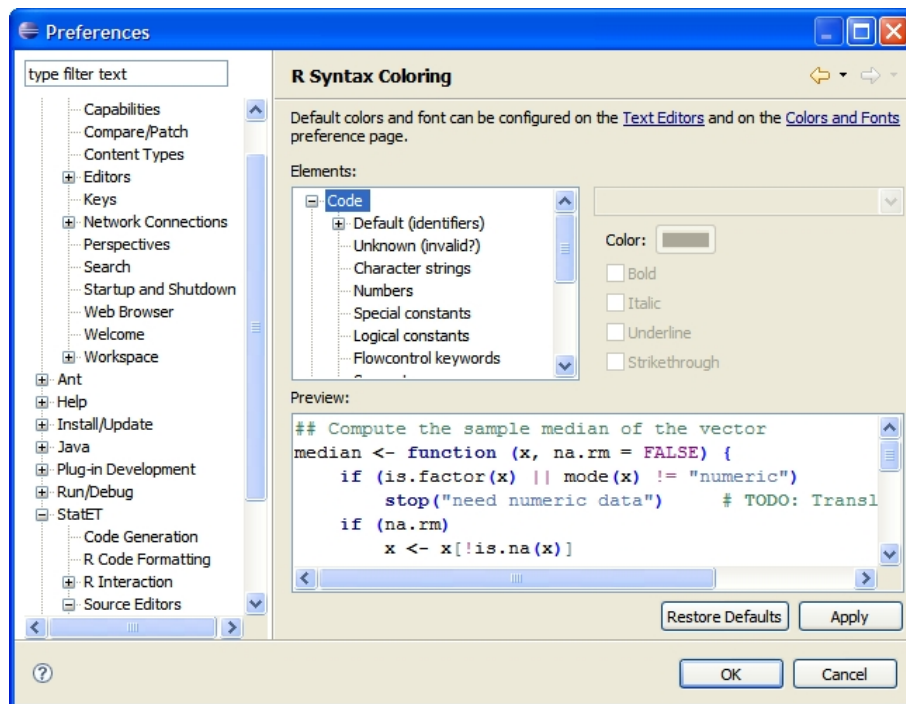 Preferences
type filter text
Capabilities
Compare/Patch
Content Types
Editors
Keys
Network Connections
Perspectives
Search
Startup and Shutdown
Web Browser
Welcome
Workspace
Ant
Help
Install/Update
Java
Plug-in Development
Run/Debug
StatET
Code Generation
R Code Formatting
R Interaction
Source Editors
R Syntax Coloring
Default colors and font can be configured on the Text Editors and on the Colors and Fonts
preference page.
Elements:
Code
Default (identifiers)
Unknown (invalid?)
Character strings
Numbers
Special constants
Logical constants
Flowcontrol keywords
Color:
Bold
Italic
Underline
Strikethrough
Preview:
## Compute the sample median of the vector
median <- function (x, na.rm = FALSE) {
    if (is.factor(x) || mode(x) != "numeric")
        stop("need numeric data")     # TODO: Transl
    if (na.rm)
        x <- x[!is.na(x)]
Restore Defaults
Apply
OK
Cancel